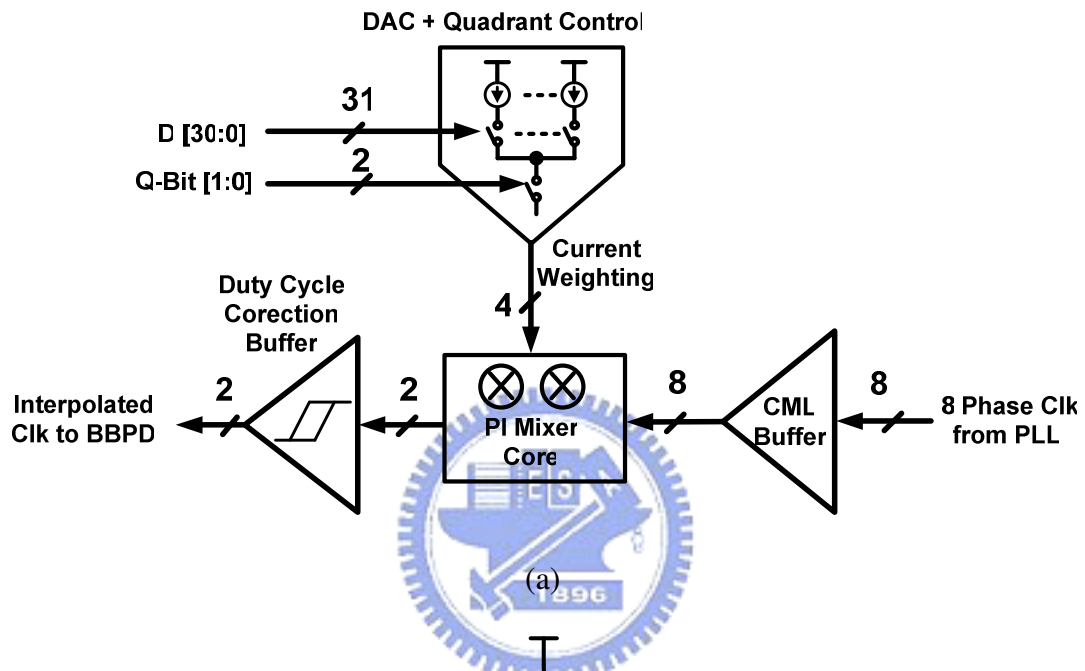 DAC + Quadrant Control
31
D [30:0]
2
Q-Bit [1:0]
Current
Weighting
4
Duty Cycle
Corection
Buffer
2
2
8
8
Interpolated
Clk to BBPD
PI Mixer
Core
CML
Buffer
8 Phase Clk
from PLL
E S
(a)
1896